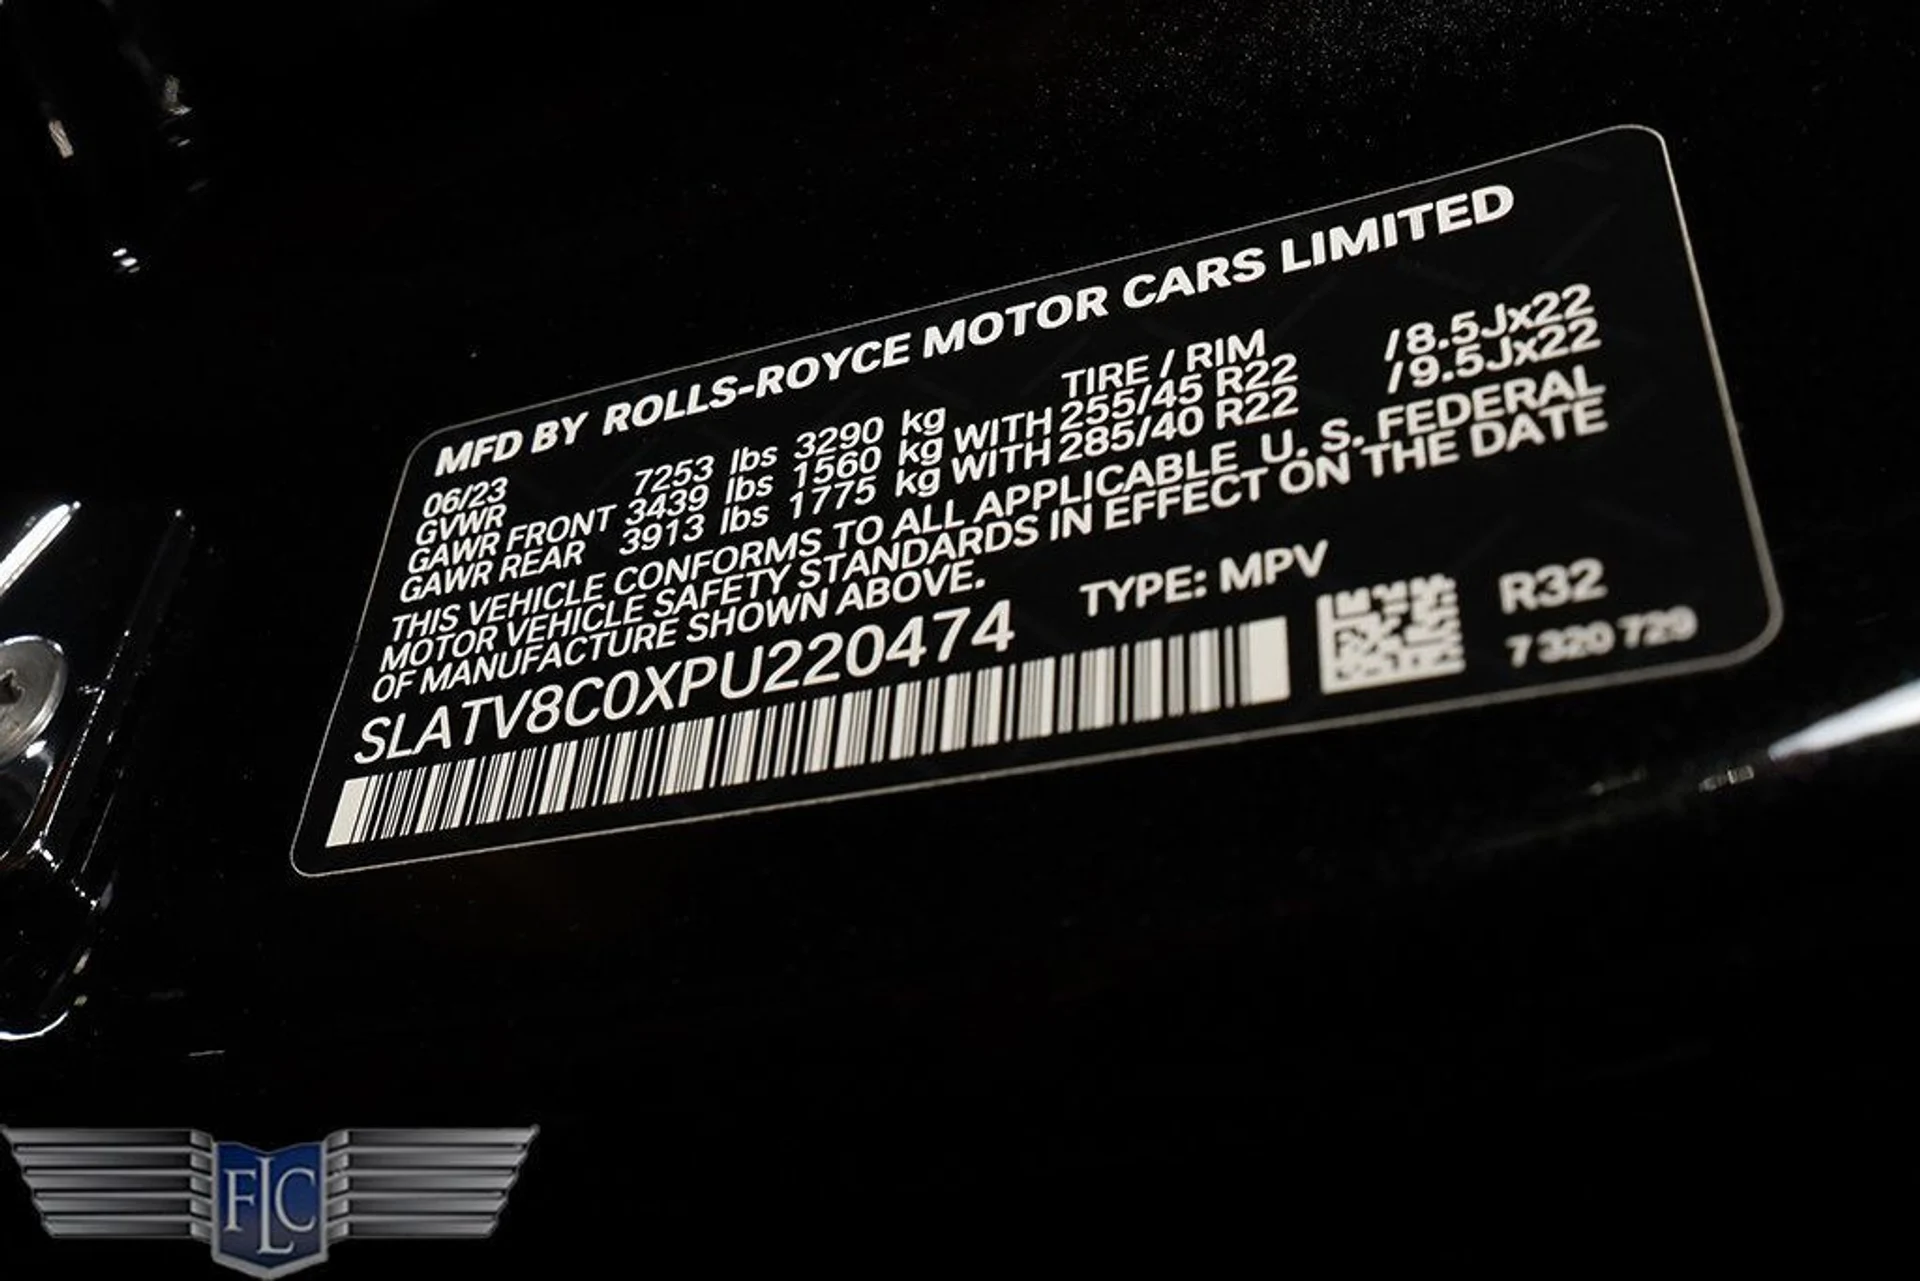 MFD BY ROLLS-ROYCE MOTOR CARS LIMITED
06/23 TIRE / RIM
GVWR 7253 lbs 3290 kg
GAWR FRONT 3439 lbs 1560 kg WITH 255/45 R22 /8.5Jx22
GAWR REAR 3913 lbs 1775 kg WITH 285/40 R22 /9.5Jx22
THIS VEHICLE CONFORMS TO ALL APPLICABLE U. S. FEDERAL
MOTOR VEHICLE SAFETY STANDARDS IN EFFECT ON THE DATE
OF MANUFACTURE SHOWN ABOVE.
SLATV8C0XPU220474 TYPE: MPV
R32
7 320 729
FLC